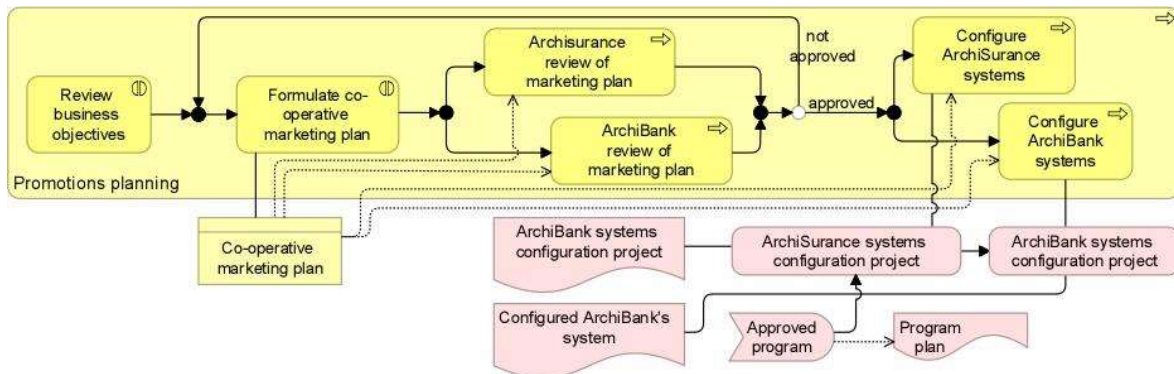 Archisurance
review of
marketing plan
not
approved
Configure
ArchiSurance
systems
Review
business
objectives
Formulate co-
operative
marketing plan
approved
ArchiBank
review of
marketing plan
Configure
ArchiBank
systems
Promotions planning
Co-operative
marketing plan
ArchiBank systems
configuration project
ArchiSurance systems
configuration project
ArchiBank systems
configuration project
Configured ArchiBank's
system
Approved
program
Program
plan